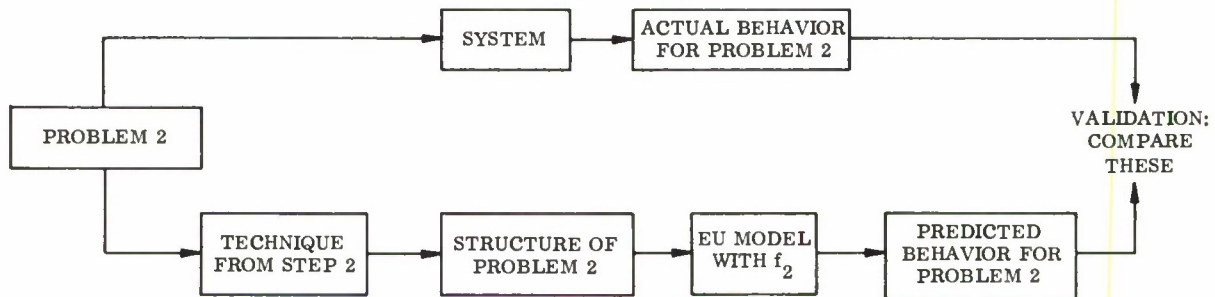 SYSTEM
ACTUAL BEHAVIOR
FOR PROBLEM 2
PROBLEM 2
VALIDATION:
COMPARE
THESE
TECHNIQUE
FROM STEP 2
STRUCTURE OF
PROBLEM 2
EU MODEL
WITH f₂
PREDICTED
BEHAVIOR FOR
PROBLEM 2